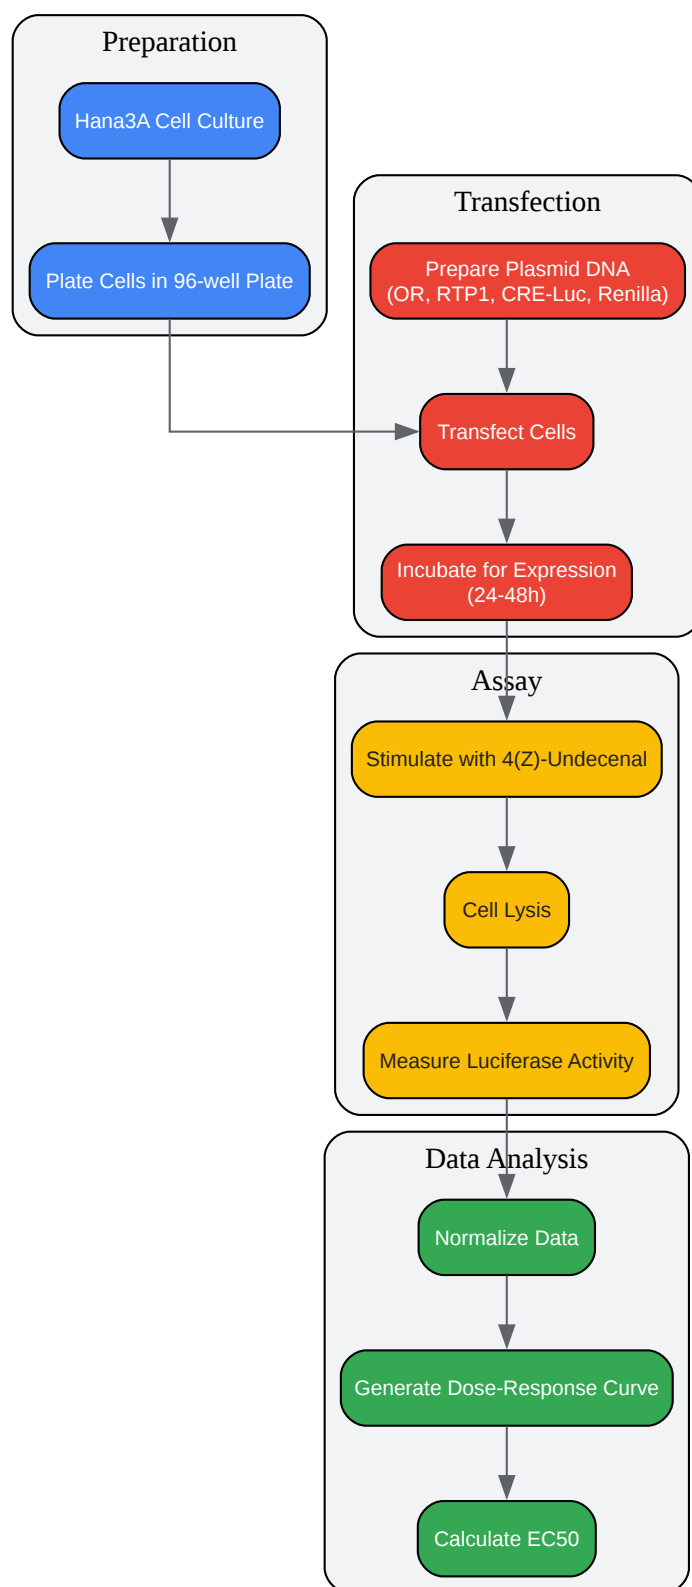 Preparation
Hana3A Cell Culture
Plate Cells in 96-well Plate
Transfection
Prepare Plasmid DNA
(OR, RTP1, CRE-Luc, Renilla)
Transfect Cells
Incubate for Expression
(24-48h)
Assay
Stimulate with 4(Z)-Undecenal
Cell Lysis
Measure Luciferase Activity
Data Analysis
Normalize Data
Generate Dose-Response Curve
Calculate EC50